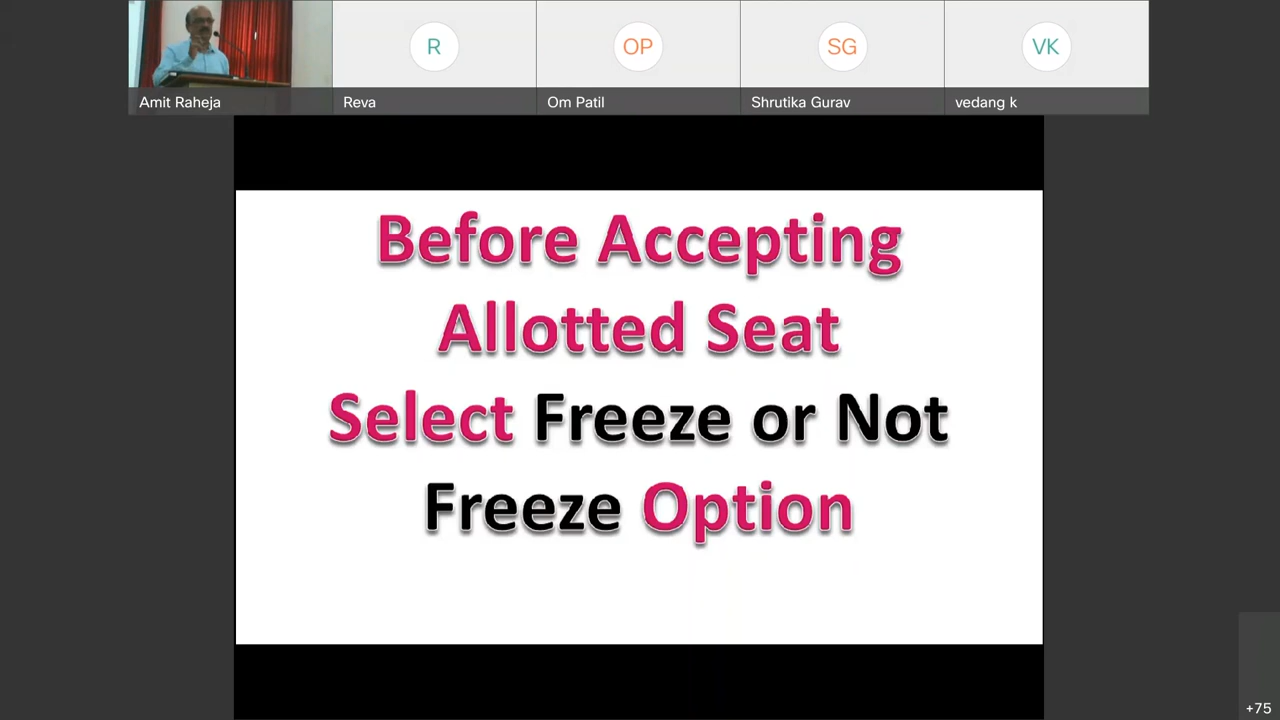 R
OP
SG
VK
Amit Raheja
Reva
Om Patil
Shrutika Gurav
vedang k
Before Accepting
Allotted Seat
Select Freeze or Not
Freeze Option
+75